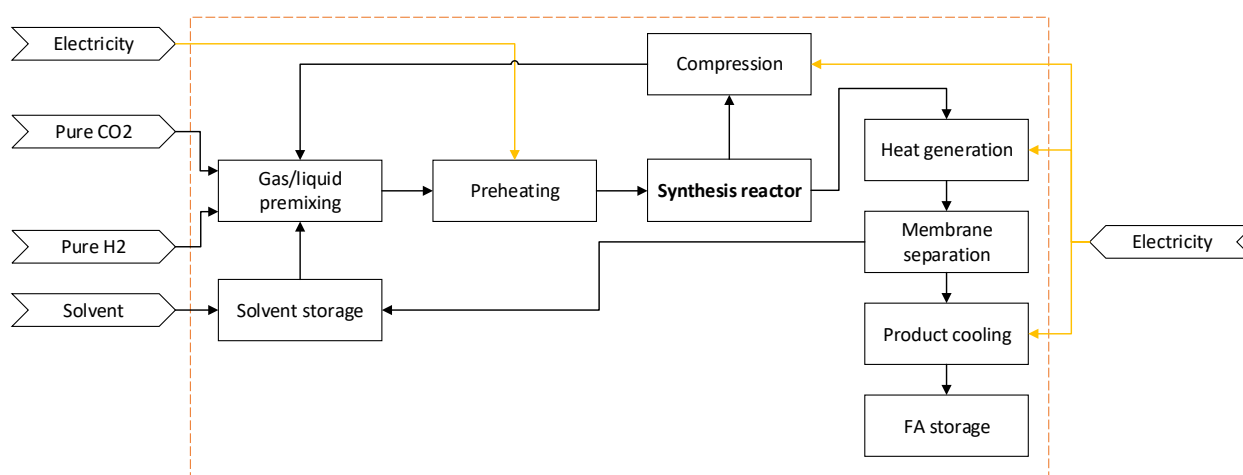 Electricity
Compression
Pure CO2
Heat generation
Gas/liquid
premixing
Preheating
Synthesis reactor
Membrane
separation
Pure H2
Electricity
Solvent
Solvent storage
Product cooling
FA storage